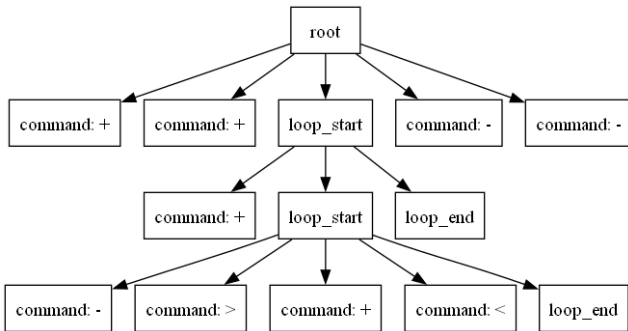 root
command: +
command: +
loop_start
command: -
command: -
command: +
loop_start
loop_end
command: -
command: >
command: +
command: <
loop_end